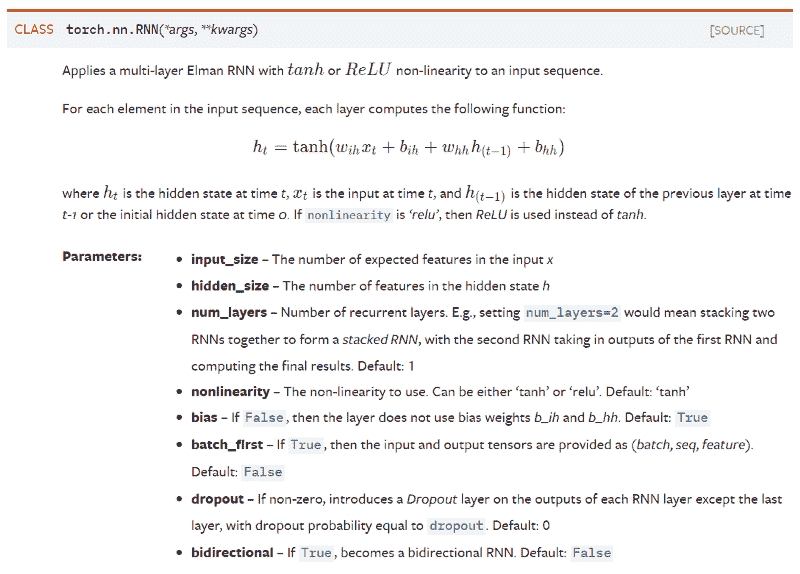 CLASS torch.nn.RNN(*args, **kwargs) [SOURCE]
Applies a multi-layer Elman RNN with tanh or ReLU non-linearity to an input sequence.
For each element in the input sequence, each layer computes the following function:
h_t = tanh(w_{ih} x_t + b_{ih} + w_{hh} h_{(t-1)} + b_{hh})
where h_t is the hidden state at time t, x_t is the input at time t, and h_{(t-1)} is the hidden state of the previous layer at time
t-1 or the initial hidden state at time 0. If nonlinearity is ‘relu’, then ReLU is used instead of tanh.
Parameters:
• input_size – The number of expected features in the input x
• hidden_size – The number of features in the hidden state h
• num_layers – Number of recurrent layers. E.g., setting num_layers=2 would mean stacking two
RNNs together to form a stacked RNN, with the second RNN taking in outputs of the first RNN and
computing the final results. Default: 1
• nonlinearity – The non-linearity to use. Can be either ‘tanh’ or ‘relu’. Default: ‘tanh’
• bias – If False, then the layer does not use bias weights b_ih and b_hh. Default: True
• batch_first – If True, then the input and output tensors are provided as (batch, seq, feature).
Default: False
• dropout – If non-zero, introduces a Dropout layer on the outputs of each RNN layer except the last
layer, with dropout probability equal to dropout. Default: 0
• bidirectional – If True, becomes a bidirectional RNN. Default: False